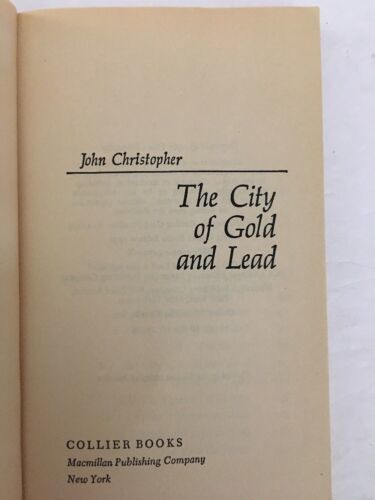 John Christopher
The City
of Gold
and Lead
COLLIER BOOKS
Macmillan Publishing Company
New York